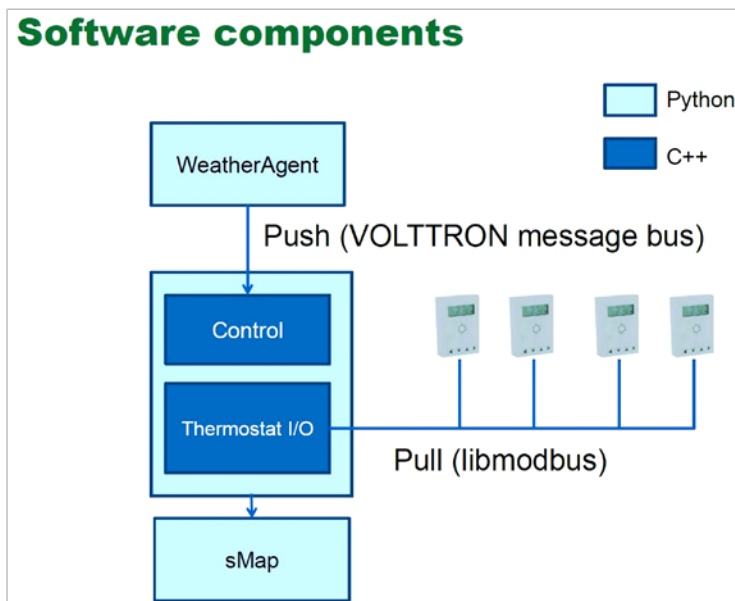 Software components
Python
C++
WeatherAgent
Push (VOLTTRON message bus)
Control
Thermostat I/O
Pull (libmodbus)
sMap